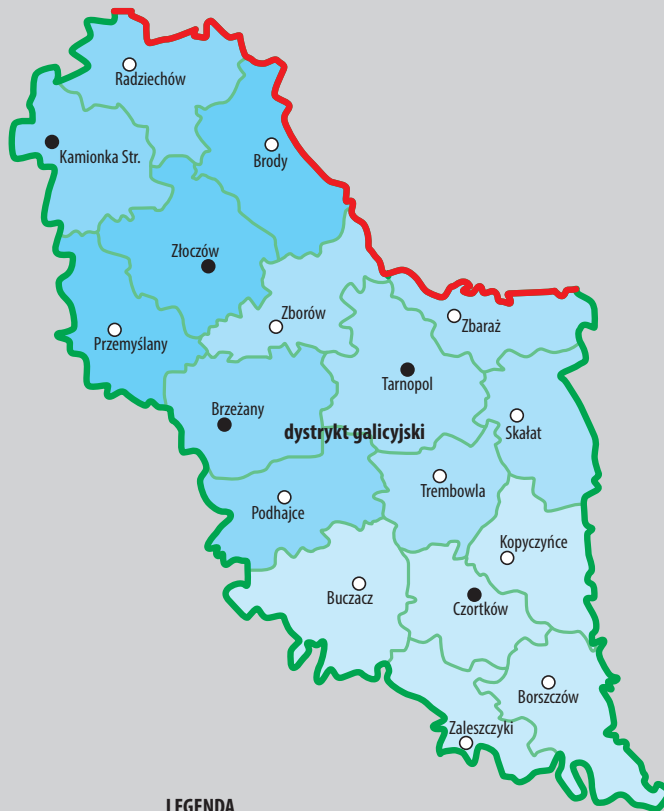 Radziechów
Kamionka Str.
Brody
Złoczów
Zborów
Zbaraż
Przemyślany
Tarnopol
Brzeżany
dystrykt galicyjski
Skałat
Trembowla
Podhajce
Kopyczyńce
Buczacz
Czortków
Borszczów
Zaleszczyki
LEGENDA